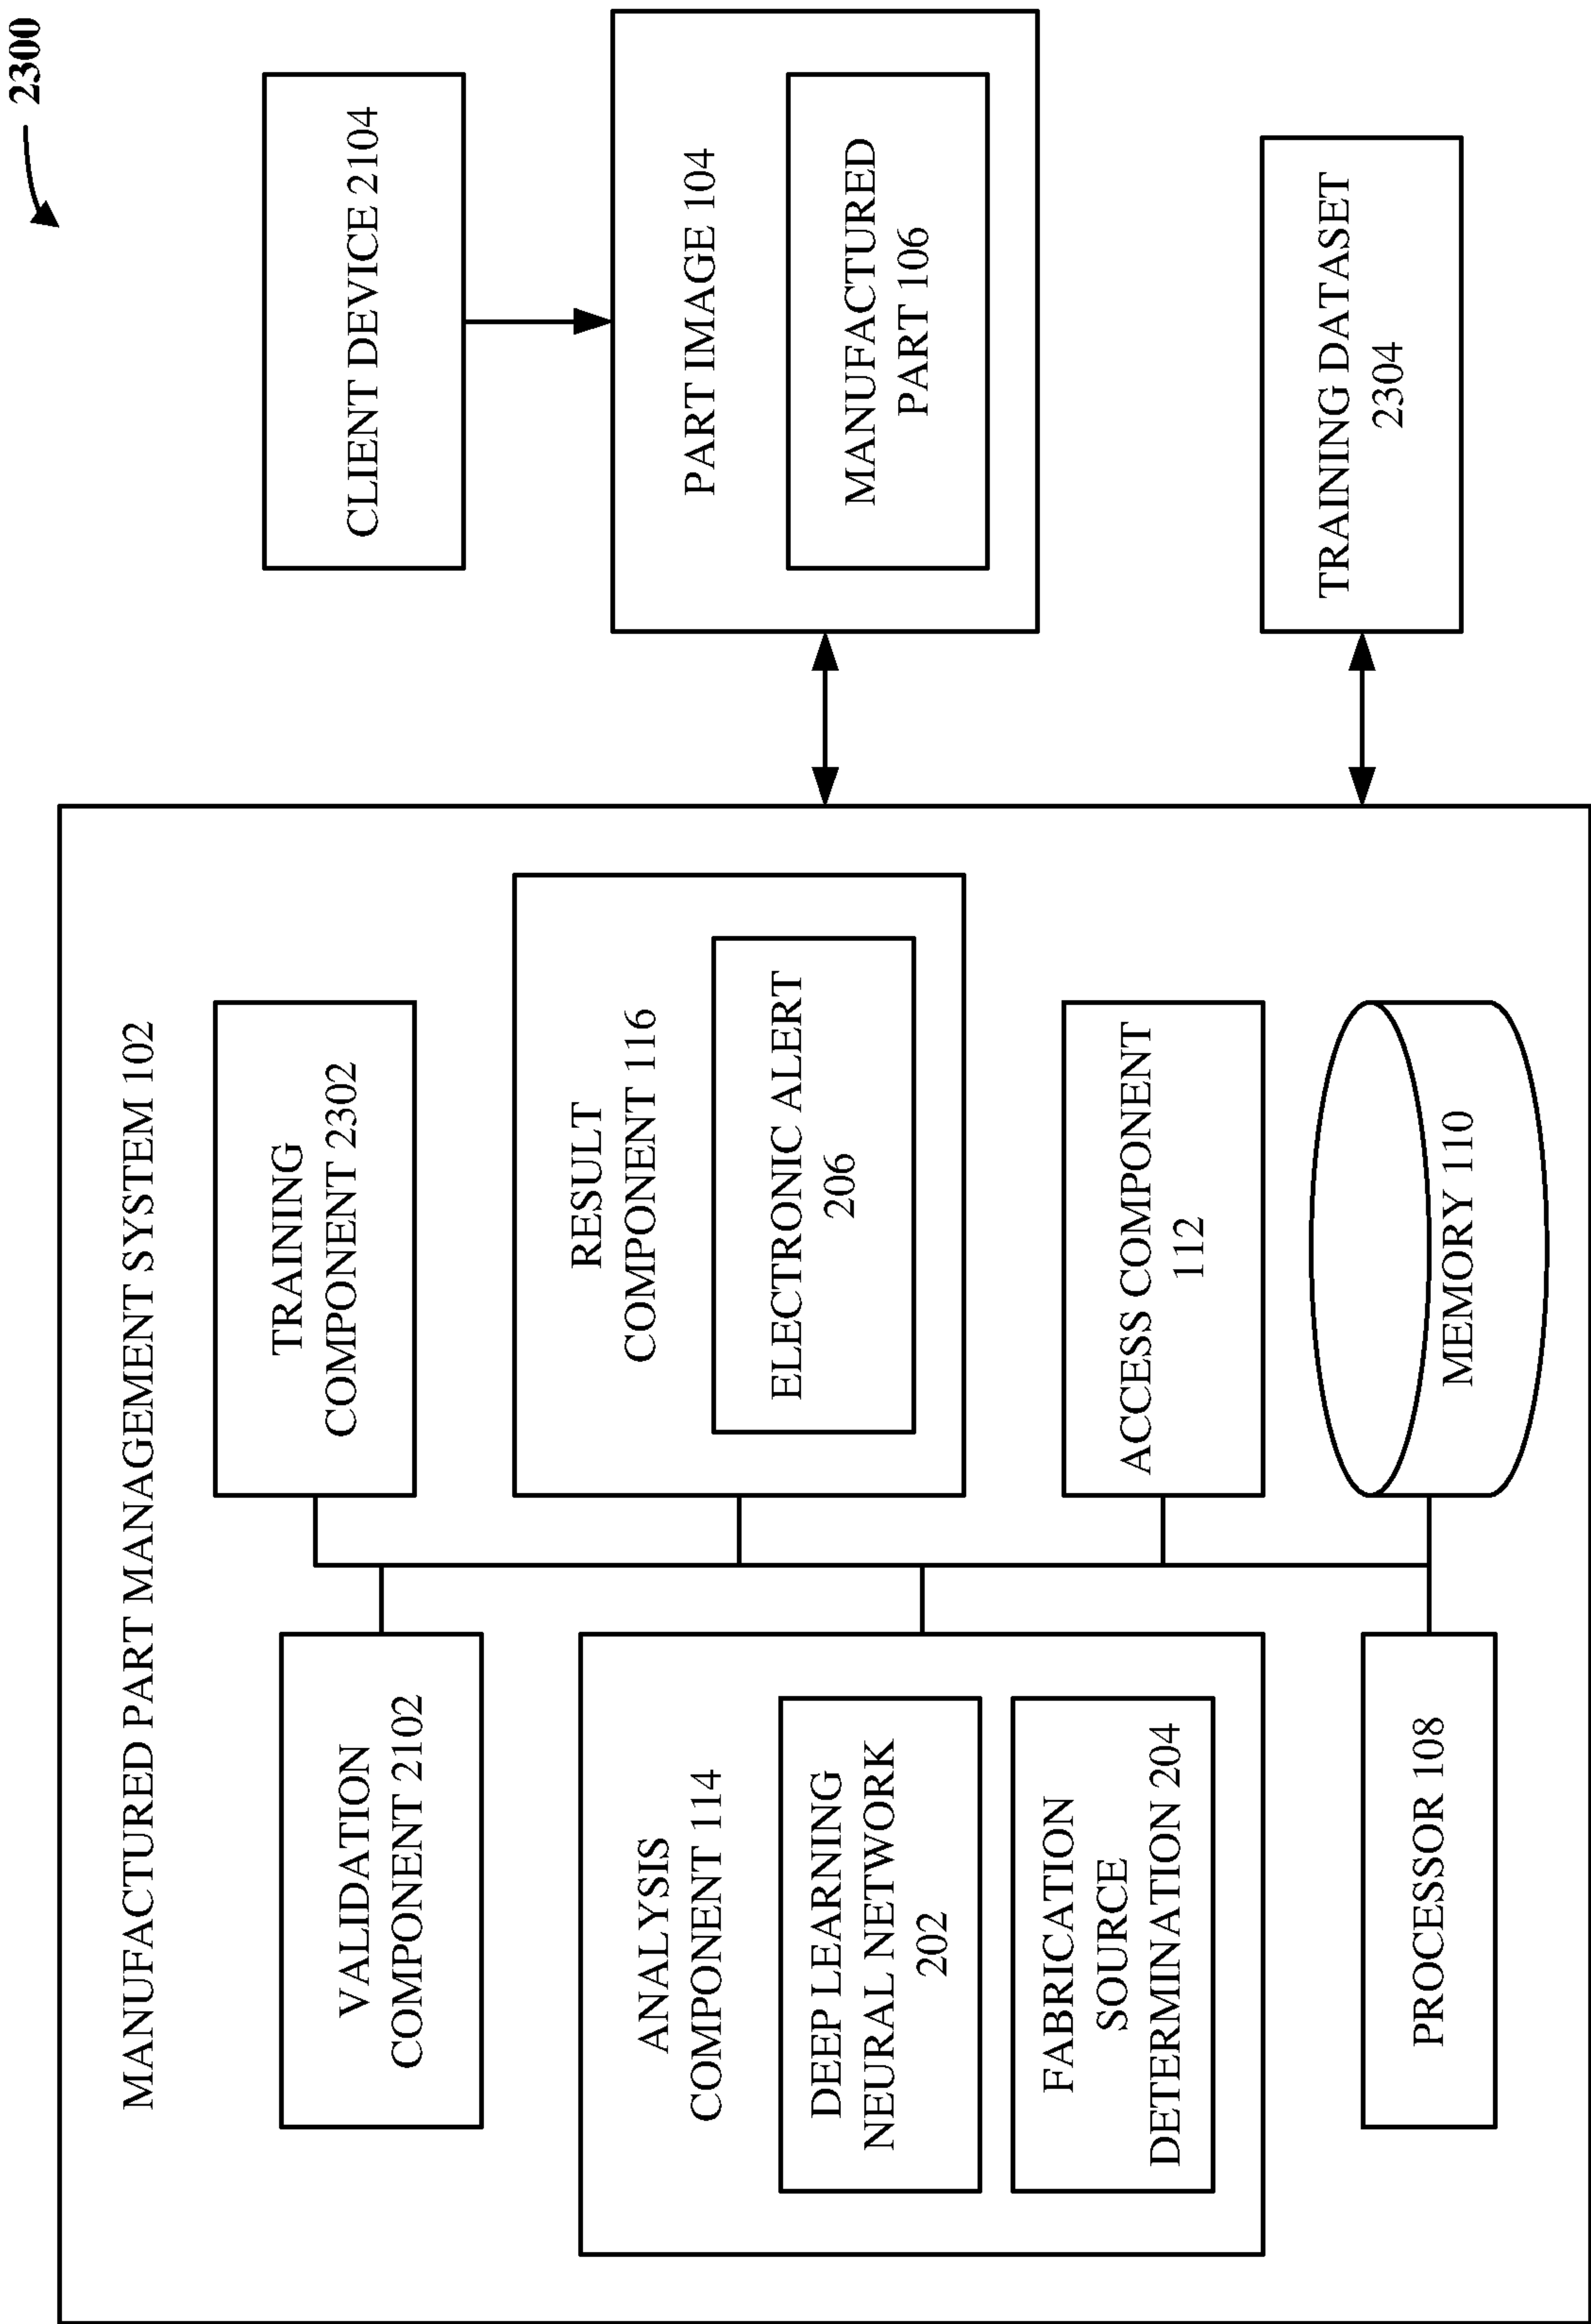 2300
MANUFACTURED PART MANAGEMENT SYSTEM 102
VALIDATION
COMPONENT 2102
TRAINING
COMPONENT 2302
ANALYSIS
COMPONENT 114
DEEP LEARNING
NEURAL NETWORK
202
FABRICATION
SOURCE
DETERMINATION 204
RESULT
COMPONENT 116
ELECTRONIC ALERT
206
ACCESS COMPONENT
112
PROCESSOR 108
MEMORY 110
CLIENT DEVICE 2104
PART IMAGE 104
MANUFACTURED
PART 106
TRAINING DATASET
2304